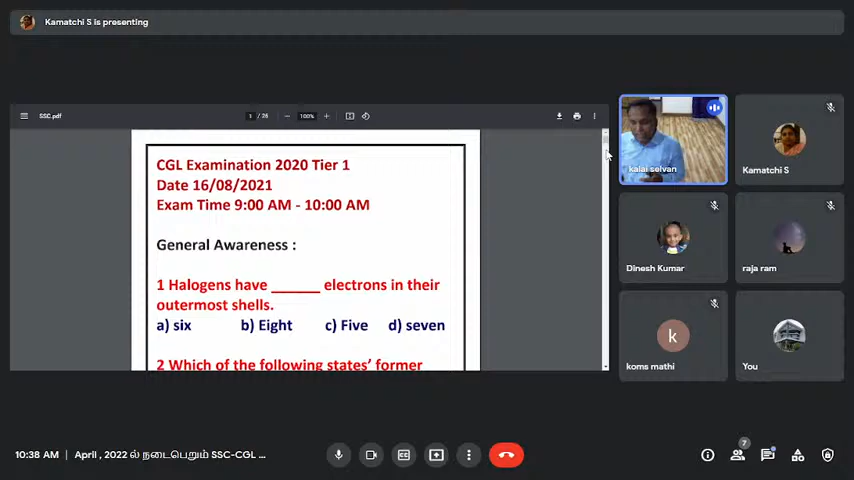 Kamatchi S is presenting
SSC.pdf
1 / 26
100%
CGL Examination 2020 Tier 1
Date 16/08/2021
Exam Time 9:00 AM - 10:00 AM
General Awareness :
1 Halogens have ______ electrons in their
outermost shells.
a) six b) Eight c) Five d) seven
2 Which of the following states’ former
kalai selvan
Kamatchi S
Dinesh Kumar
raja ram
k
koms mathi
You
10:38 AM | April , 2022 ல் நடைபெறும் SSC-CGL ...
7